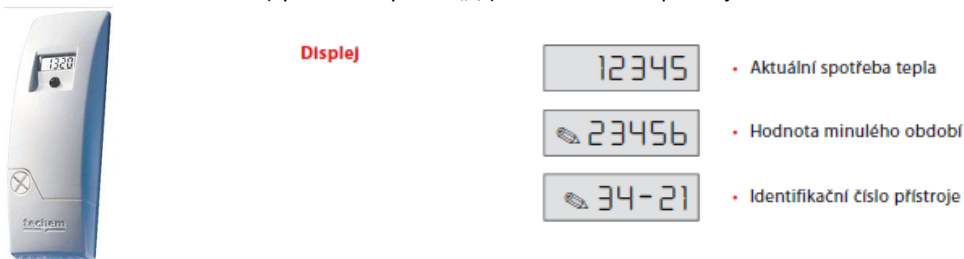 Displej
1320
techem
12345
• Aktuální spotřeba tepla
23456
• Hodnota minulého období
34-21
• Identifikační číslo přístroje